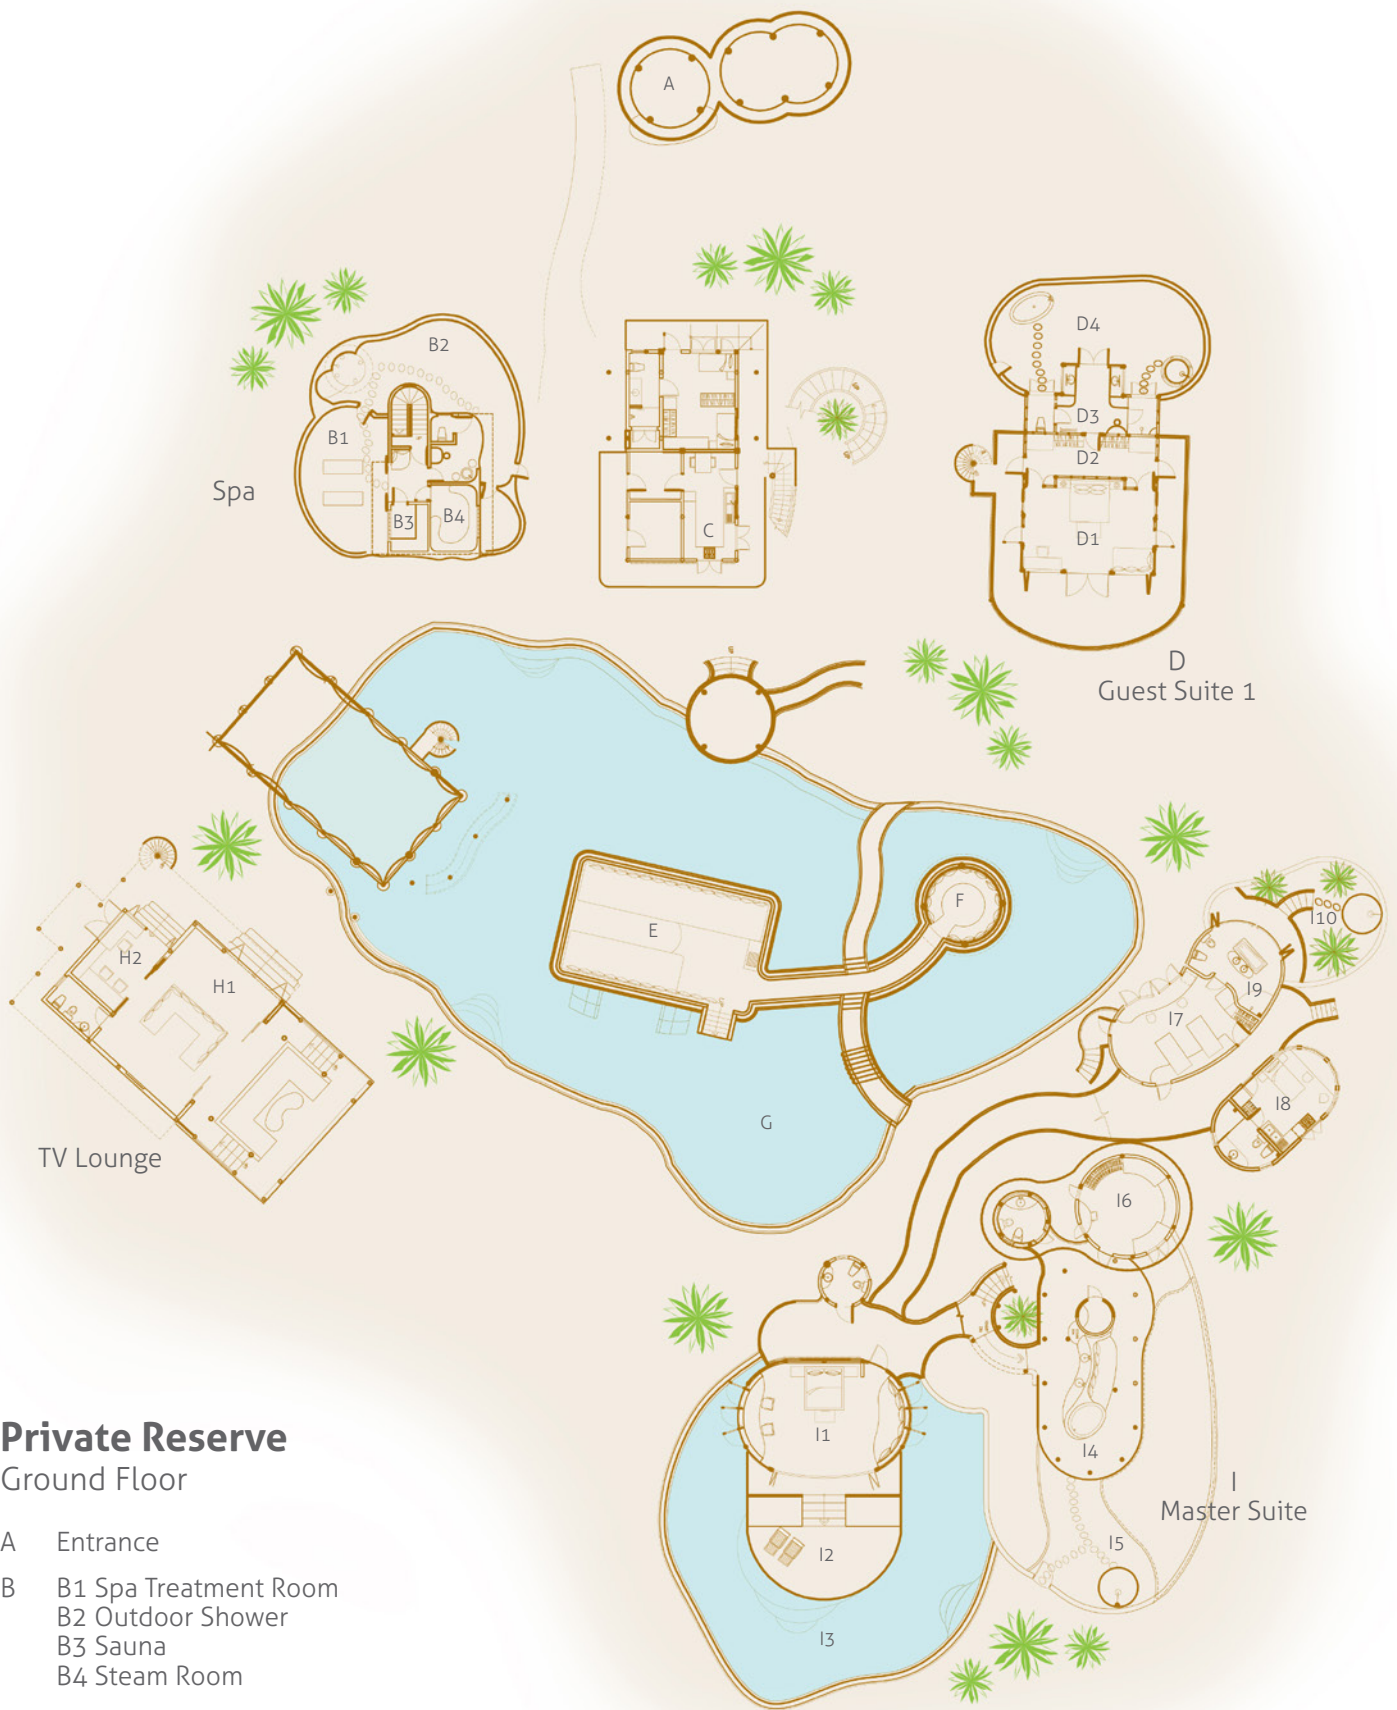 A
B2
B1
Spa
B3
B4
C
D4
D3
D2
D1
D
Guest Suite 1
F
E
H2
H1
G
TV Lounge
I10
I9
I7
I8
I6
I1
I4
I2
I5
I3
I
Master Suite
Private Reserve
Ground Floor
A Entrance
B B1 Spa Treatment Room
B2 Outdoor Shower
B3 Sauna
B4 Steam Room